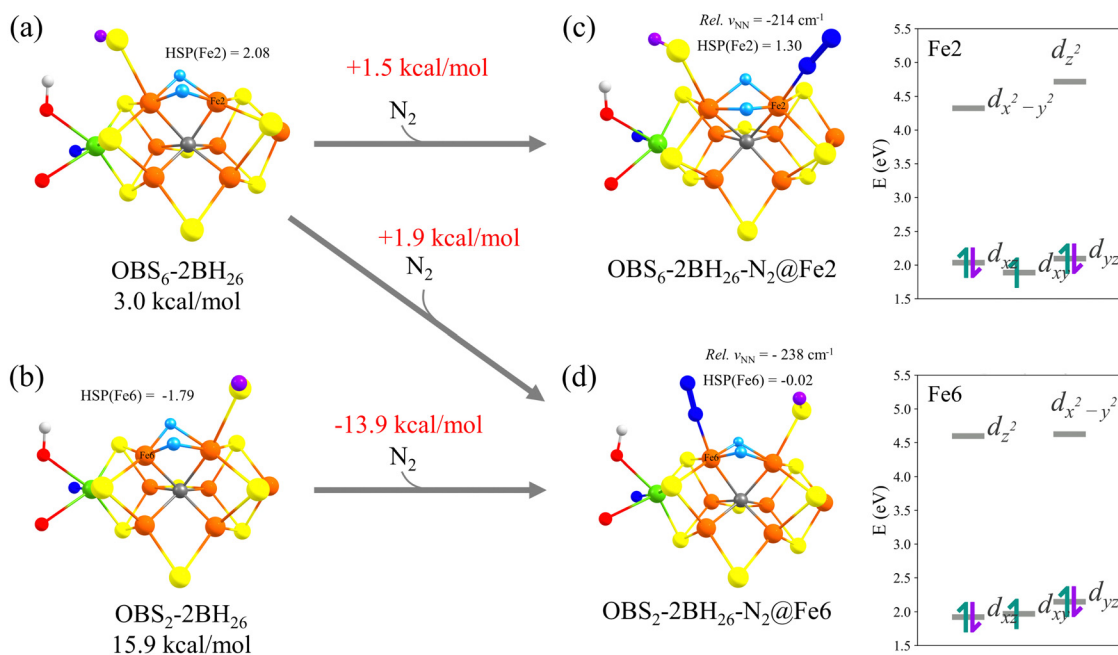 (a)
HSP(Fe2) = 2.08
Fe2
OBS₆-2BH₂₆
3.0 kcal/mol
+1.5 kcal/mol
N₂
+1.9 kcal/mol
N₂
(c)
Rel. νNN = -214 cm⁻¹
HSP(Fe2) = 1.30
Fe2
OBS₆-2BH₂₆-N₂@Fe2
5.5
5.0
4.5
4.0
3.5
3.0
2.5
2.0
1.5
E (eV)
Fe2
dz²
dx²−y²
dxz
dxy
dyz
(b)
HSP(Fe6) = -1.79
Fe6
OBS₂-2BH₂₆
15.9 kcal/mol
-13.9 kcal/mol
N₂
(d)
Rel. νNN = - 238 cm⁻¹
HSP(Fe6) = -0.02
Fe6
OBS₂-2BH₂₆-N₂@Fe6
5.5
5.0
4.5
4.0
3.5
3.0
2.5
2.0
1.5
E (eV)
Fe6
dx²−y²
dz²
dxz
dxy
dyz